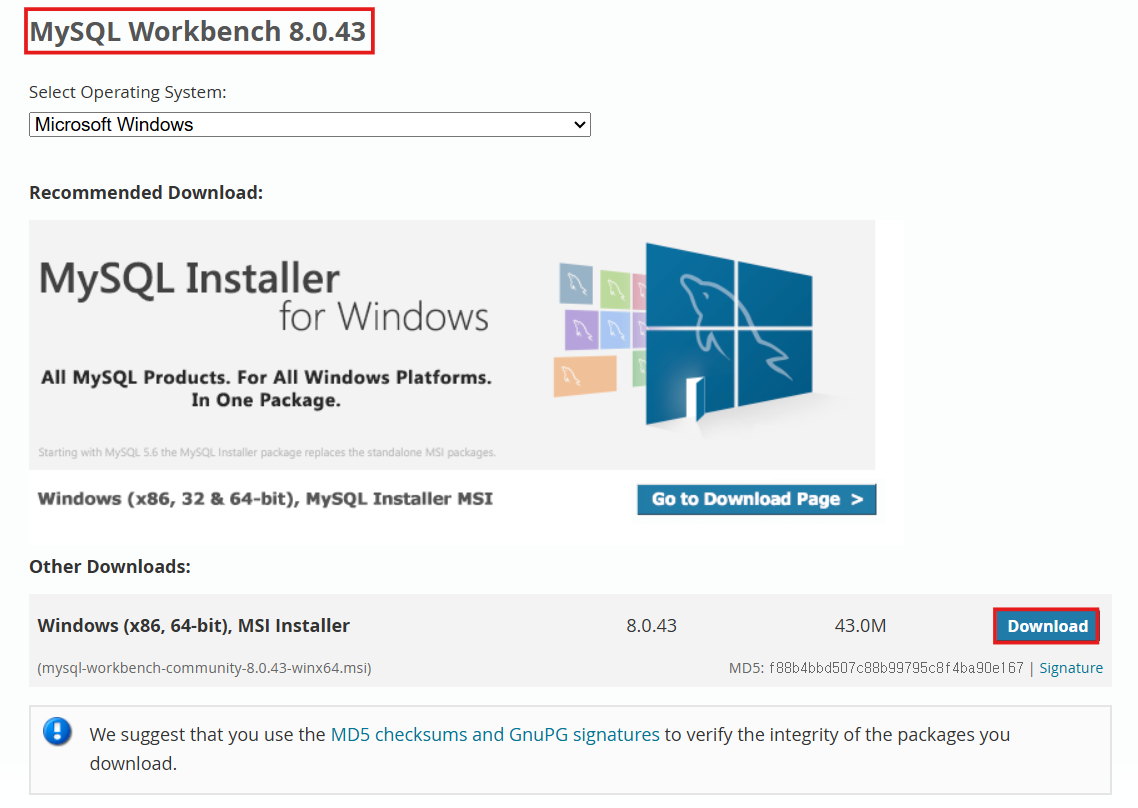 MySQL Workbench 8.0.43
Select Operating System:
Microsoft Windows
Recommended Download:
MySQL Installer
for Windows
All MySQL Products. For All Windows Platforms.
In One Package.
Starting with MySQL 5.6 the MySQL Installer package replaces the standalone MSI packages.
Windows (x86, 32 & 64-bit), MySQL Installer MSI
Go to Download Page >
Other Downloads:
Windows (x86, 64-bit), MSI Installer 8.0.43 43.0M Download
(mysql-workbench-community-8.0.43-winx64.msi) MD5: f88b4bbd507c88b99795c8f4ba90e167 | Signature
We suggest that you use the MD5 checksums and GnuPG signatures to verify the integrity of the packages you
download.